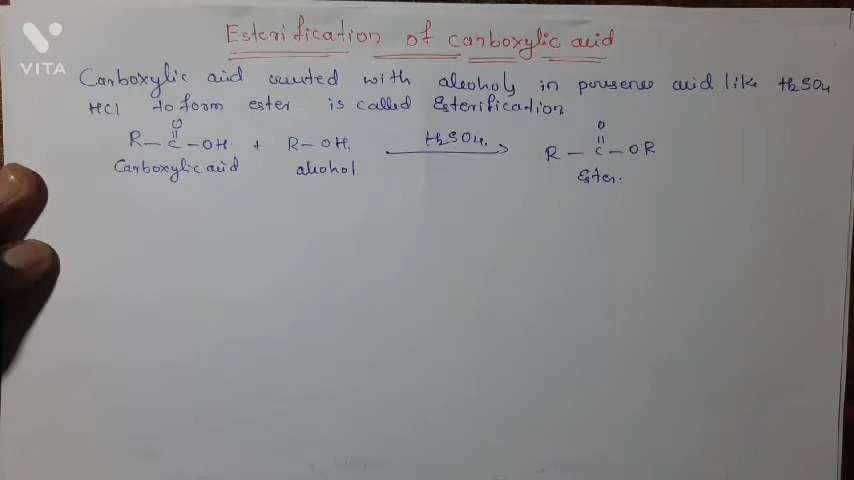 VITA
Esterification of carboxylic acid
Carboxylic acid reacted with alcohols in presence acid like H₂SO₄
HCl to form ester is called Esterification
O O
R–C–OH + R–OH. H₂SO₄. R–C–OR
Carboxylic acid alcohol Ester.